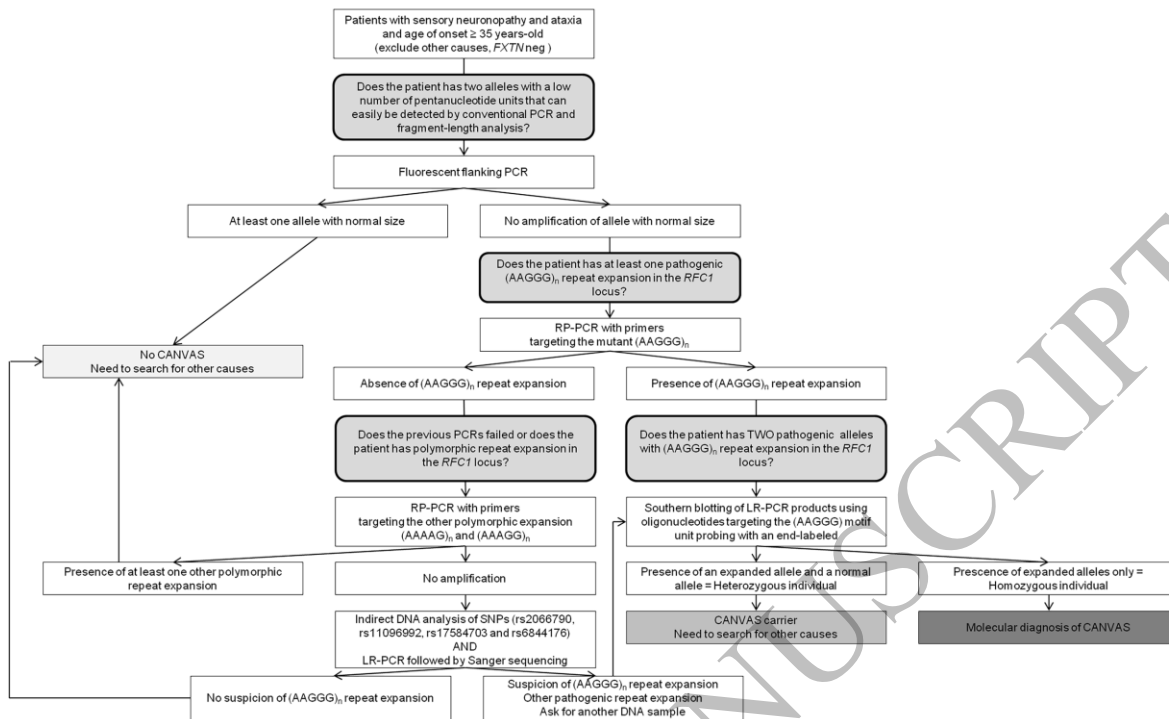 Patients with sensory neuronopathy and ataxia
and age of onset ≥ 35 years-old
(exclude other causes, FXTN neg )
Does the patient has two alleles with a low
number of pentanucleotide units that can
easily be detected by conventional PCR and
fragment-length analysis?
Fluorescent flanking PCR
At least one allele with normal size
No amplification of allele with normal size
Does the patient has at least one pathogenic
(AAGGG)n repeat expansion in the RFC1
locus?
RP-PCR with primers
targeting the mutant (AAGGG)n
No CANVAS
Need to search for other causes
Absence of (AAGGG)n repeat expansion
Presence of (AAGGG)n repeat expansion
Does the previous PCRs failed or does the
patient has polymorphic repeat expansion in
the RFC1 locus?
Does the patient has TWO pathogenic alleles
with (AAGGG)n repeat expansion in the RFC1
locus?
RP-PCR with primers
targeting the other polymorphic expansion
(AAAAG)n and (AAAGG)n
Southern blotting of LR-PCR products using
oligonucleotides targeting the (AAGGG) motif
unit probing with an end-labeled
Presence of at least one other polymorphic
repeat expansion
No amplification
Presence of an expanded allele and a normal
allele = Heterozygous individual
Prescence of expanded alleles only =
Homozygous individual
Indirect DNA analysis of SNPs (rs2066790,
rs11096992, rs17584703 and rs6844176)
AND
LR-PCR followed by Sanger sequencing
CANVAS carrier
Need to search for other causes
Molecular diagnosis of CANVAS
No suspicion of (AAGGG)n repeat expansion
Suspicion of (AAGGG)n repeat expansion
Other pathogenic repeat expansion
Ask for another DNA sample
NUSCRIPT